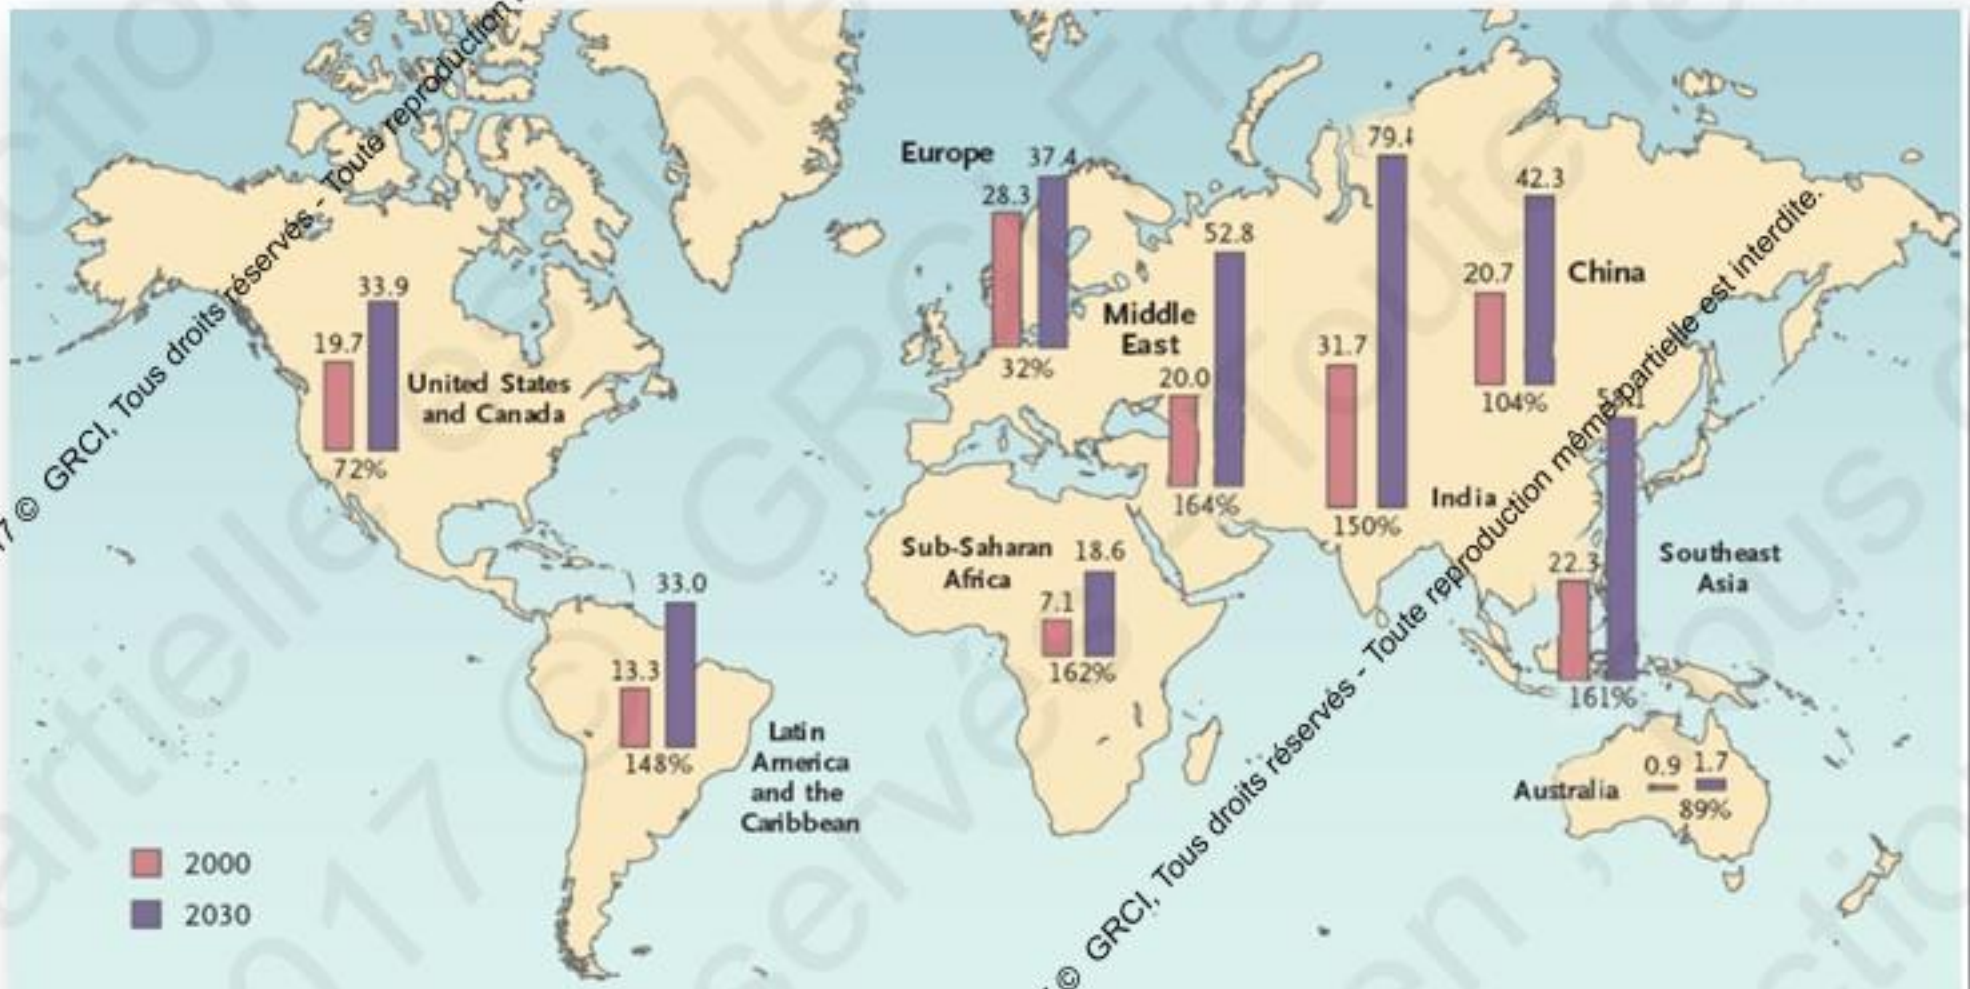 Europe
28.3
37.4
32%
Middle
East
20.0
52.8
164%
31.7
79.4
150%
India
20.7
42.3
China
104%
19.7
33.9
United States
and Canada
72%
Sub-Saharan
Africa
7.1
18.6
162%
22.3
Southeast
Asia
161%
13.3
33.0
148%
Latin
America
and the
Caribbean
Australia
0.9
1.7
89%
2000
2030
© GRCI, Tous droits réservés - Toute reproduction
© GRCI, Tous droits réservés - Toute reproduction même partielle est interdite.